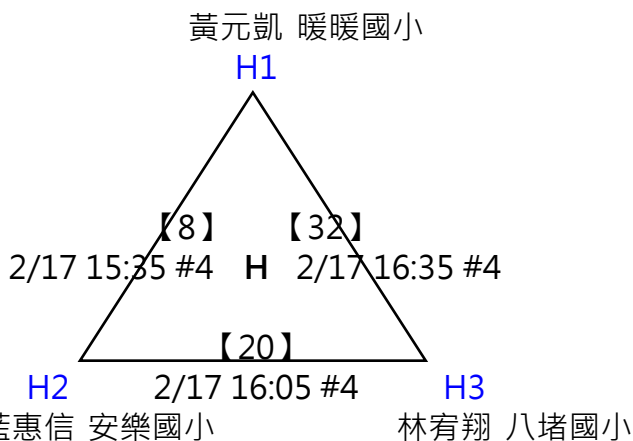 黃元凱 暖暖國小
H1
【8】 【32】
2/17 15:35 #4 H 2/17 16:35 #4
【20】
H2 2/17 16:05 #4 H3
藍惠信 安樂國小 林宥翔 八堵國小